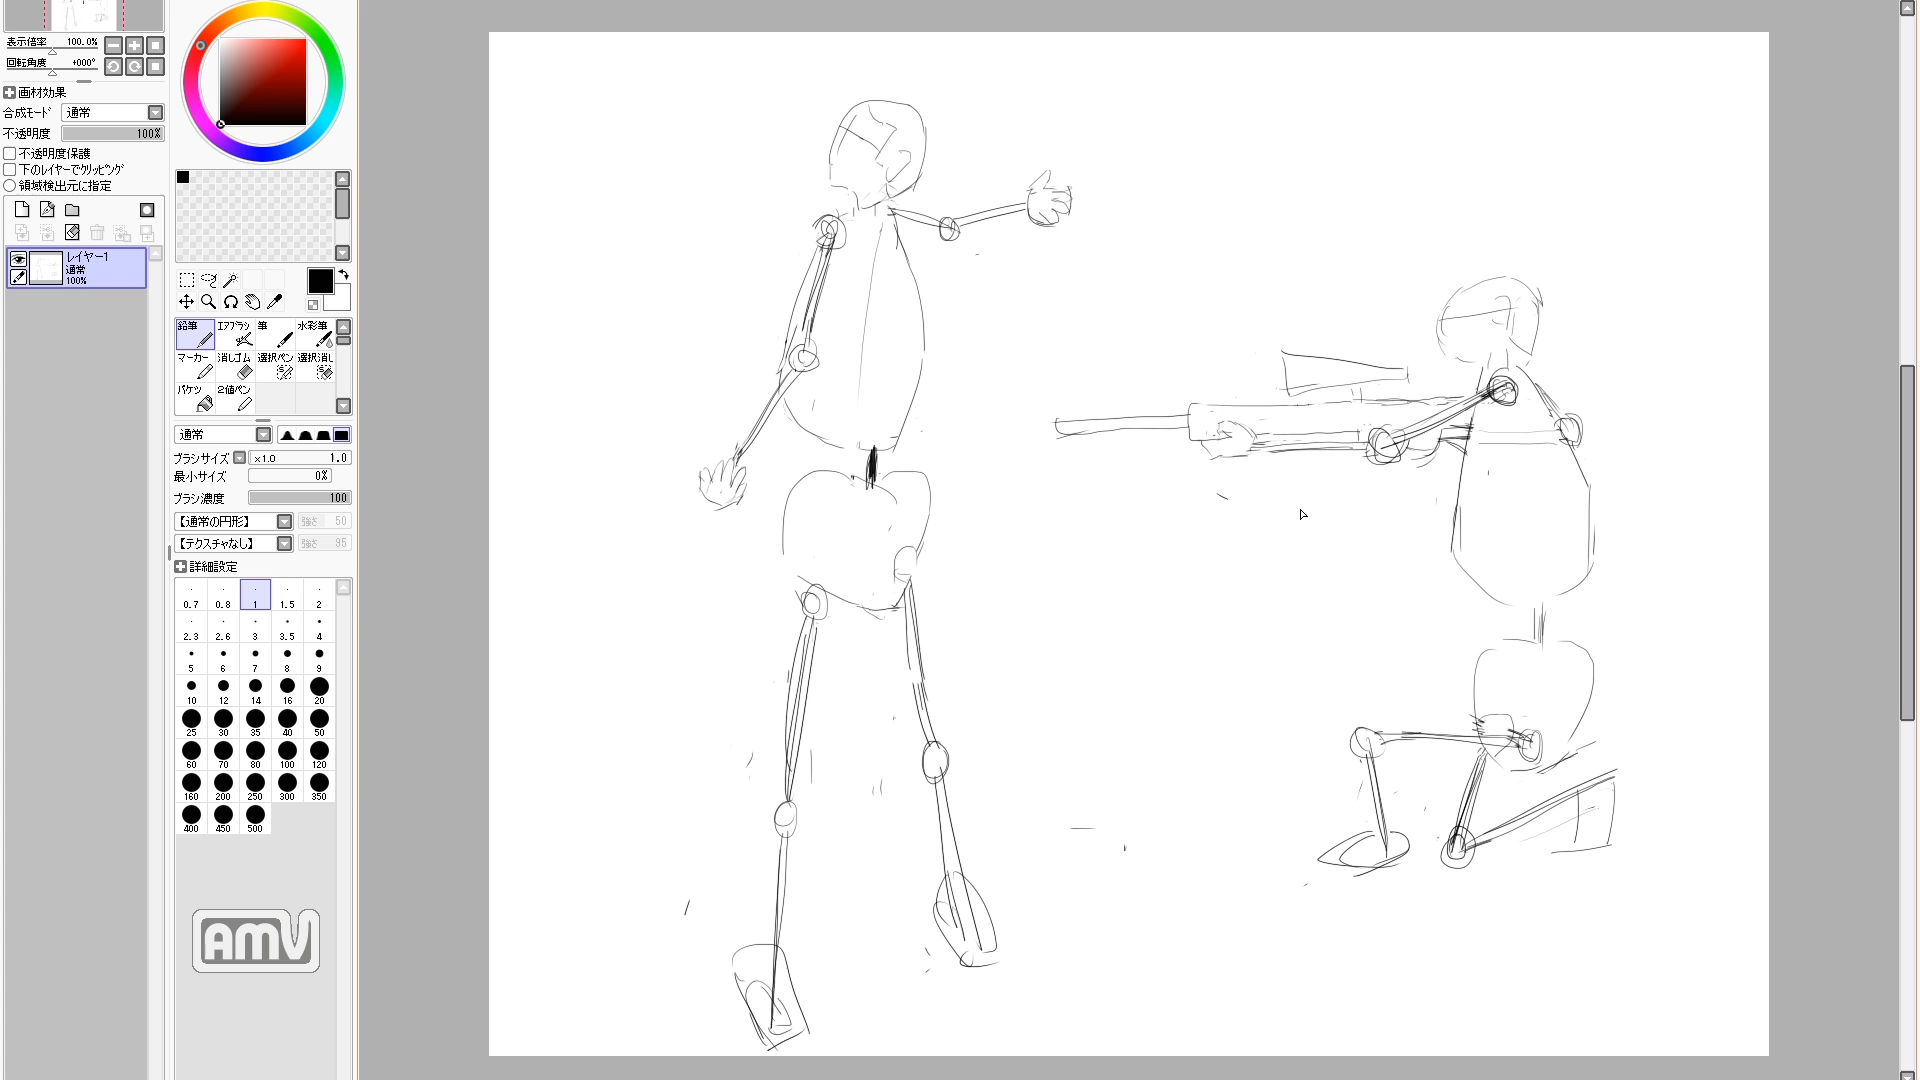 表示倍率 100.0%
回転角度 +000°
画材効果
合成モード 通常
不透明度 100%
不透明度保護
下のレイヤーでクリッピング
領域検出元に指定
レイヤー1
通常
100%
鉛筆 エアブラシ 筆 水彩筆
マーカー 消しゴム 選択ペン 選択消し
バケツ 2値ペン
通常
ブラシサイズ ×1.0 1.0
最小サイズ 0%
ブラシ濃度 100
【通常の円形】 強さ 50
【テクスチャなし】 強さ 95
詳細設定
0.7 0.8 1 1.5 2
2.3 2.6 3 3.5 4
5 6 7 8 9
10 12 14 16 20
25 30 35 40 50
60 70 80 100 120
160 200 250 300 350
400 450 500
AMV